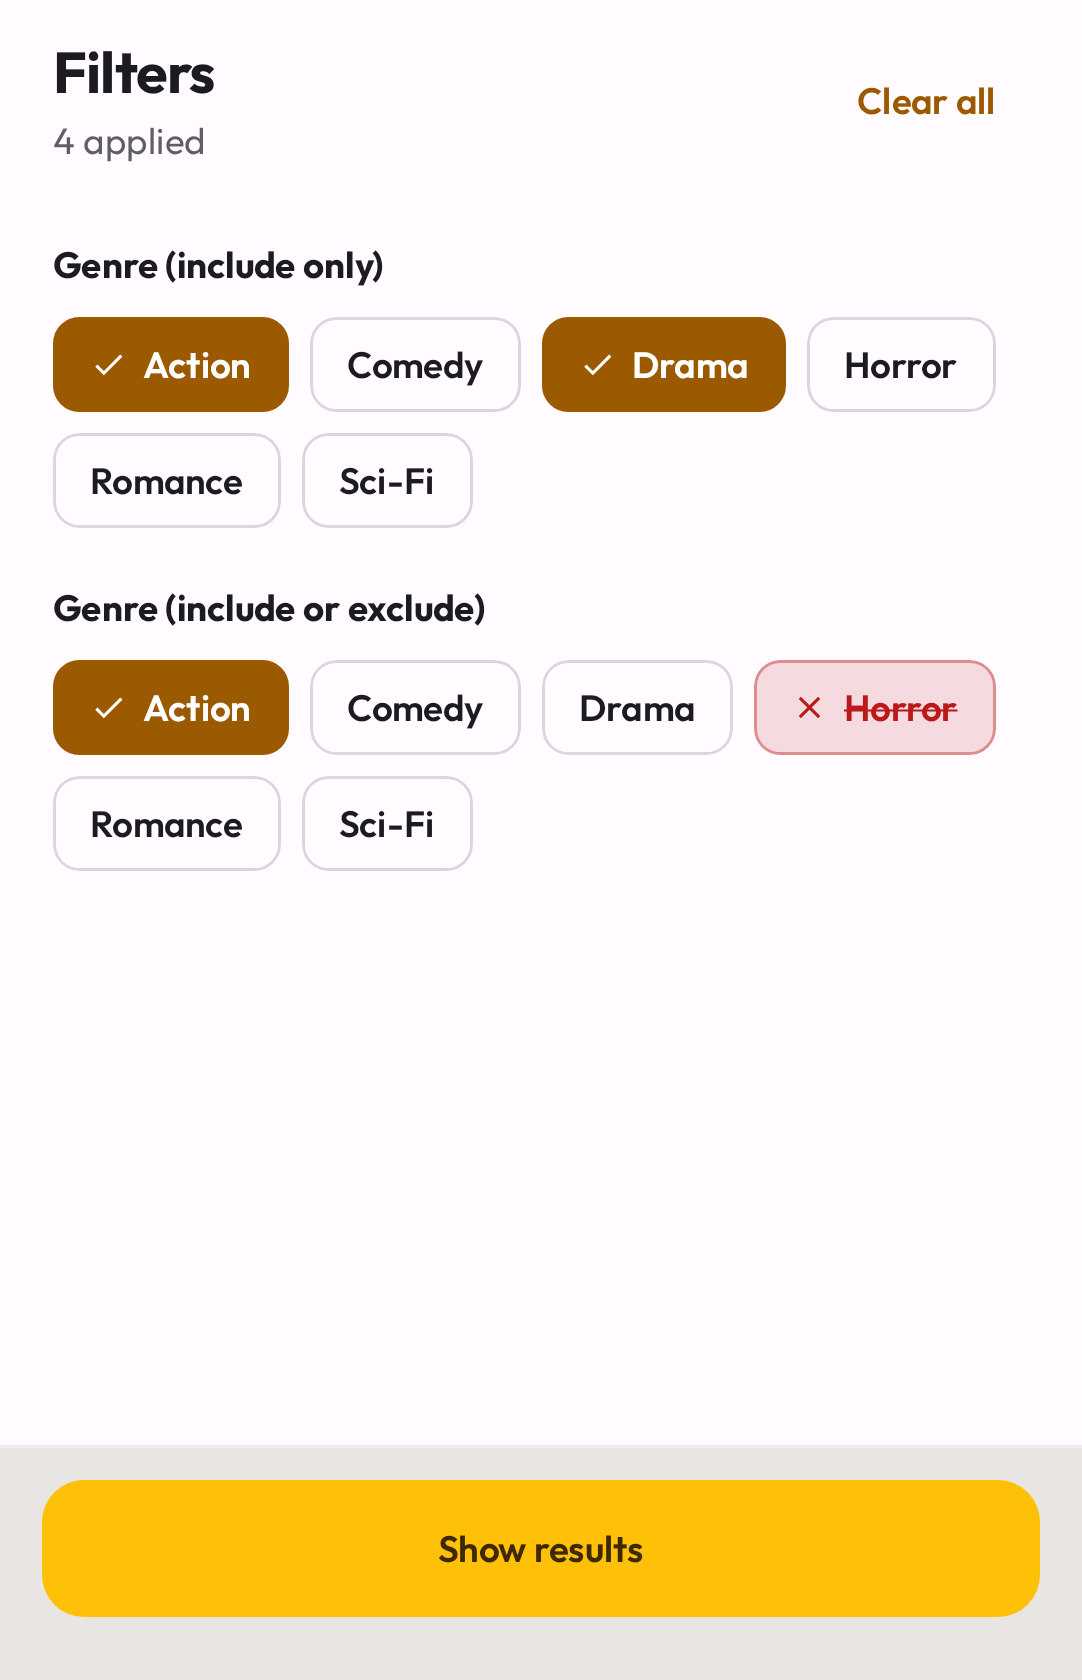 Filters
Clear all
4 applied
Genre (include only)
Action Comedy Drama Horror
Romance Sci-Fi
Genre (include or exclude)
Action Comedy Drama Horror
Romance Sci-Fi
Show results